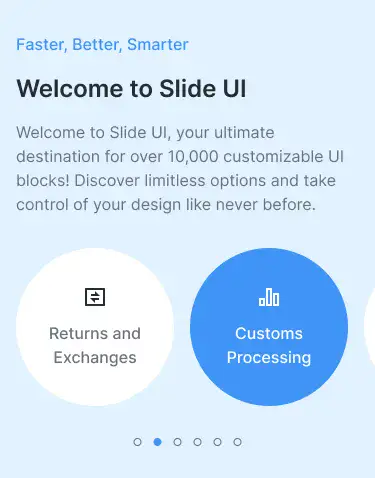 Faster, Better, Smarter
Welcome to Slide UI
Welcome to Slide UI, your ultimate
destination for over 10,000 customizable UI
blocks! Discover limitless options and take
control of your design like never before.
Returns and
Exchanges
Customs
Processing